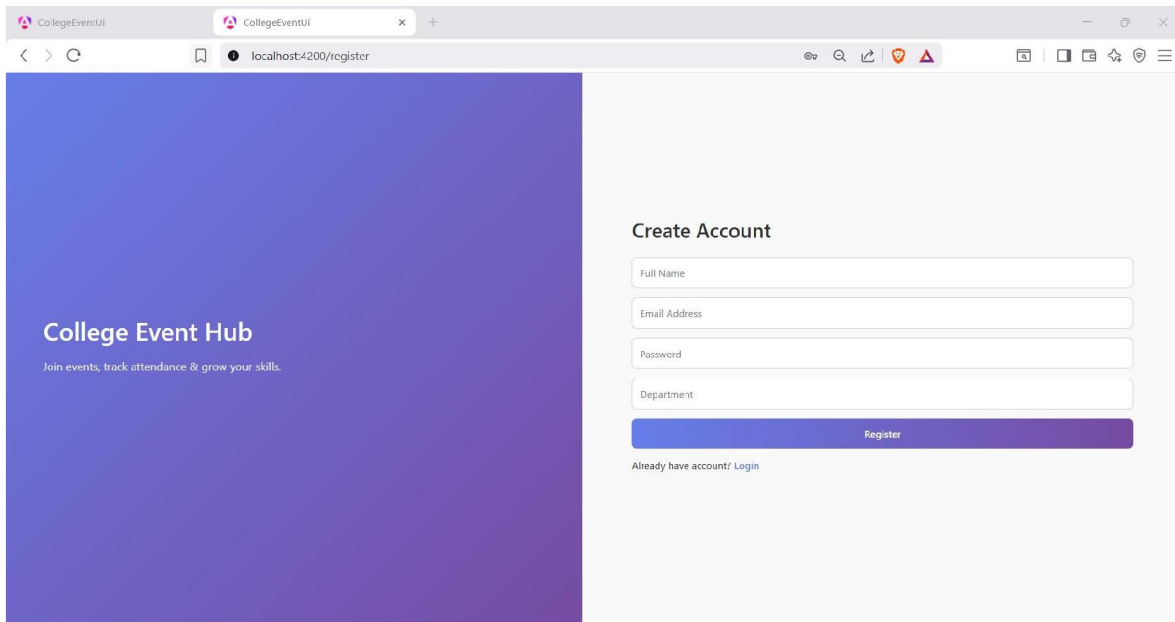 CollegeEventUi
CollegeEventUi
localhost:4200/register
College Event Hub
Join events, track attendance & grow your skills.
Create Account
Full Name
Email Address
Password
Department
Register
Already have account? Login